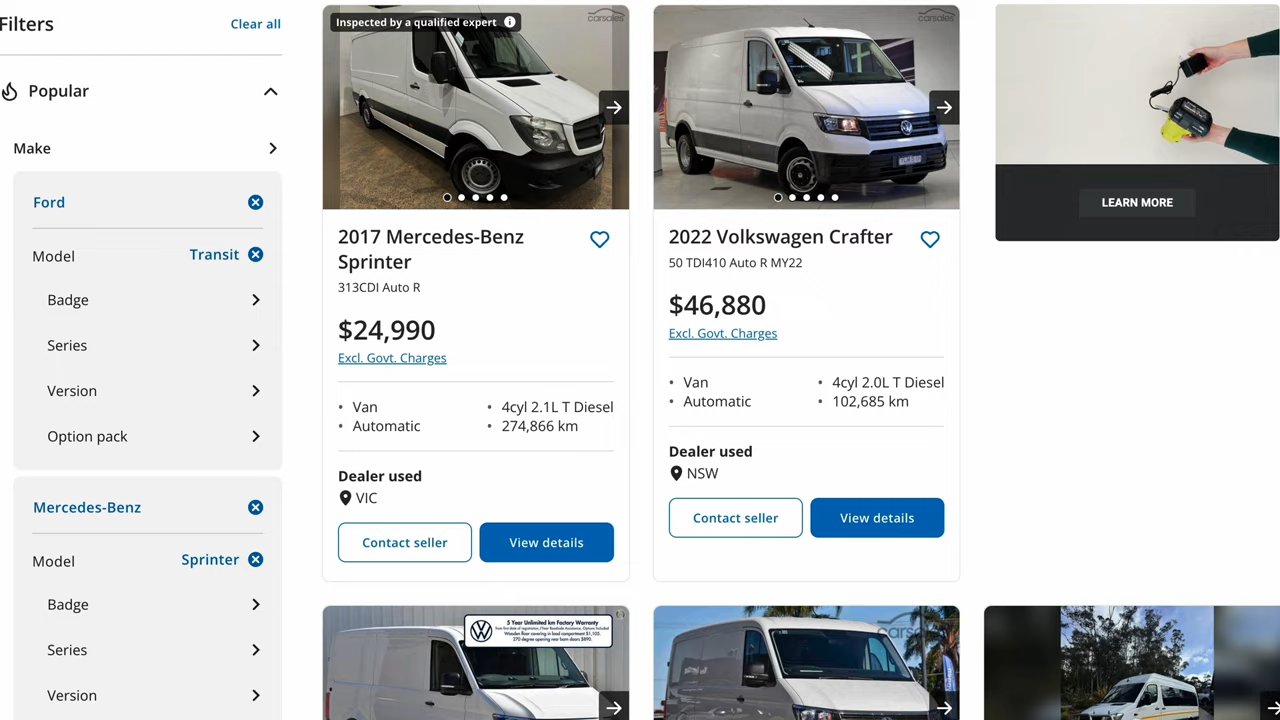 Filters
Clear all
Popular
Make
Ford
Model
Transit
Badge
Series
Version
Option pack
Mercedes-Benz
Model
Sprinter
Badge
Series
Version
Inspected by a qualified expert
carsales
2017 Mercedes-Benz
Sprinter
313CDI Auto R
$24,990
Excl. Govt. Charges
• Van
• 4cyl 2.1L T Diesel
• Automatic
• 274,866 km
Dealer used
VIC
Contact seller
View details
carsales
2022 Volkswagen Crafter
50 TDI410 Auto R MY22
$46,880
Excl. Govt. Charges
• Van
• 4cyl 2.0L T Diesel
• Automatic
• 102,685 km
Dealer used
NSW
Contact seller
View details
LEARN MORE
5 Year Unlimited km Factory Warranty